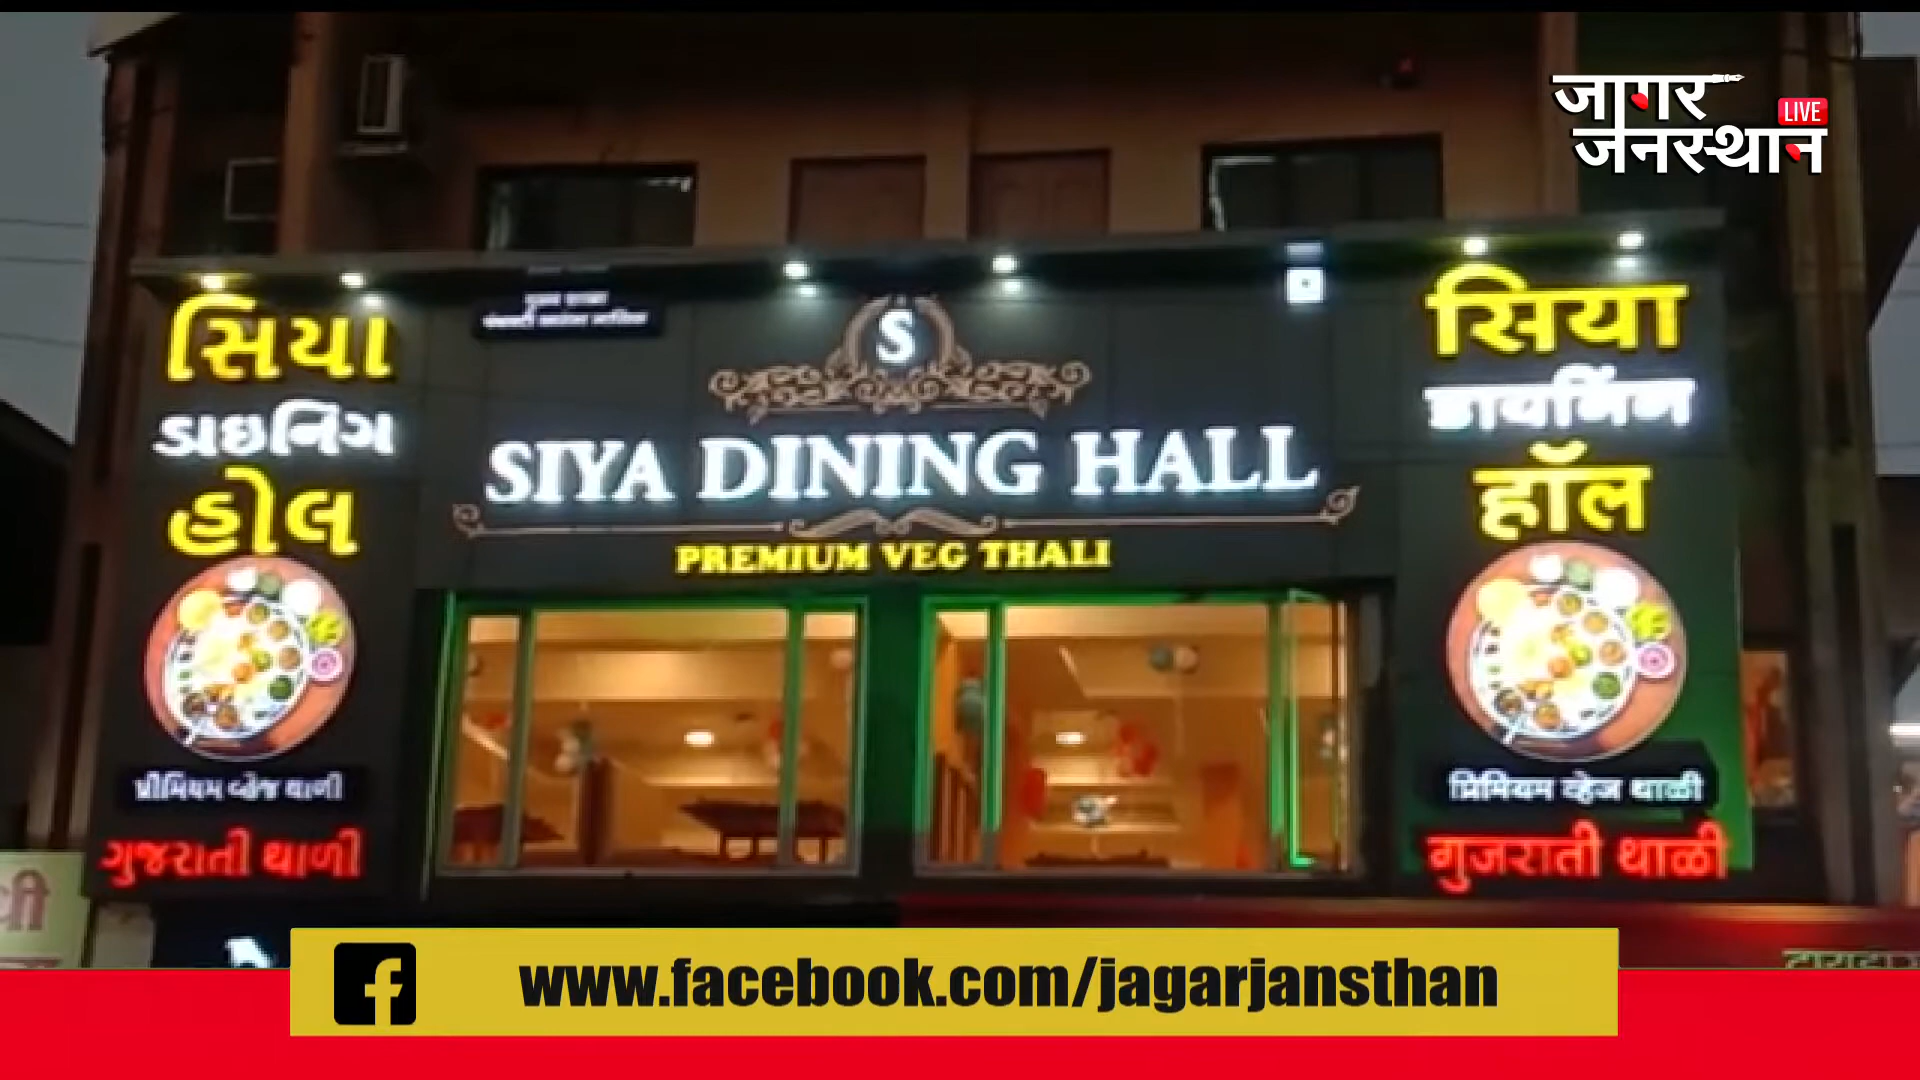 जागर
LIVE
जनस्थान
સિયા
ડાઇનિંગ
હોલ
પ્રીમિયમ વ્હેજ થાળી
ગુજરાતી થાળી
S
SIYA DINING HALL
PREMIUM VEG THALI
सिया
डायनिंग
हॉल
प्रिमियम व्हेज थाळी
गुजराती थाळी
www.facebook.com/jagarjansthan